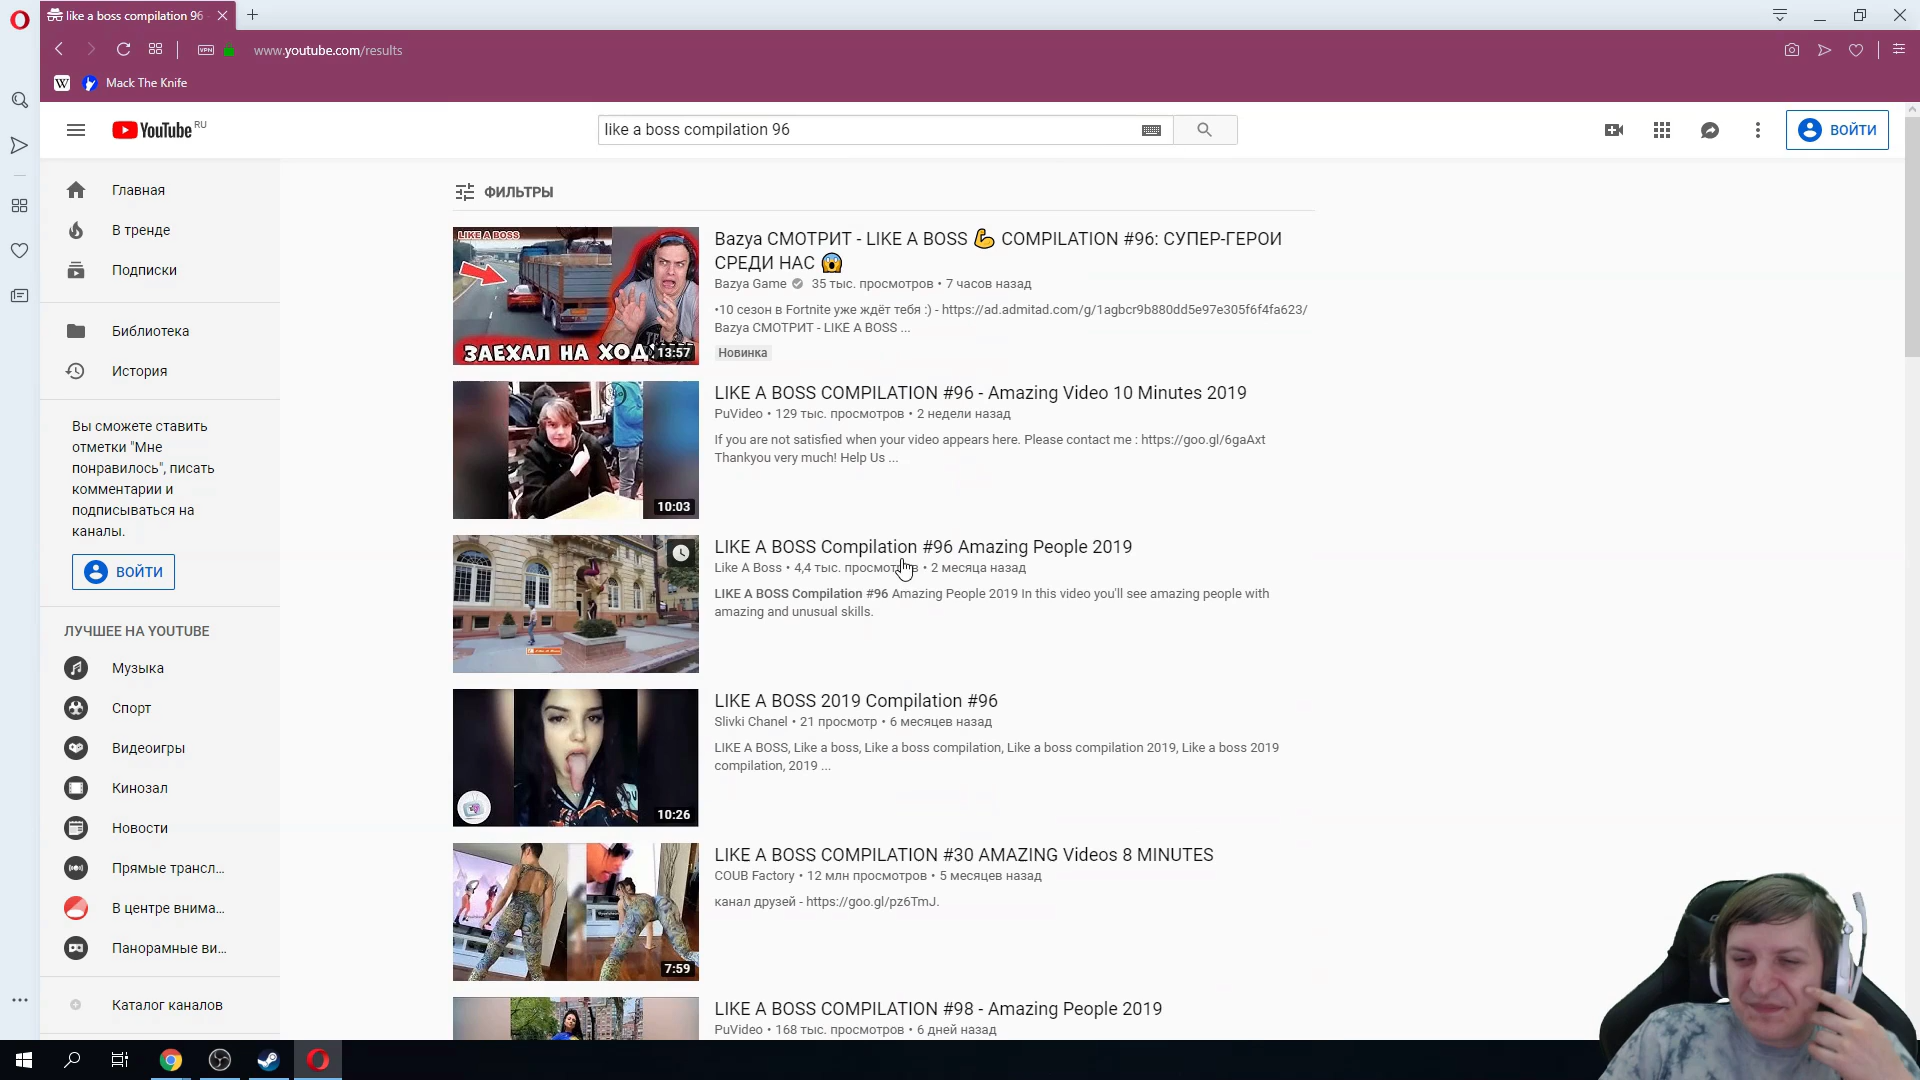 like a boss compilation 96
VPN
www.youtube.com/results
W
Mack The Knife
YouTube RU
like a boss compilation 96
ВОЙТИ
Главная
В тренде
Подписки
Библиотека
История
Вы сможете ставить
отметки "Мне
понравилось", писать
комментарии и
подписываться на
каналы.
ВОЙТИ
ЛУЧШЕЕ НА YOUTUBE
Музыка
Спорт
Видеоигры
Кинозал
Новости
Прямые трансл...
В центре внима...
Панорамные ви...
Каталог каналов
ФИЛЬТРЫ
LIKE A BOSS
ЗАЕХАЛ НА ХОД
13:57
Bazya СМОТРИТ - LIKE A BOSS 💪 COMPILATION #96: СУПЕР-ГЕРОИ
СРЕДИ НАС 😱
Bazya Game 35 тыс. просмотров • 7 часов назад
•10 сезон в Fortnite уже ждёт тебя :) - https://ad.admitad.com/g/1agbcr9b880dd5e97e305f6f4fa623/
Bazya СМОТРИТ - LIKE A BOSS ...
Новинка
10:03
LIKE A BOSS COMPILATION #96 - Amazing Video 10 Minutes 2019
PuVideo • 129 тыс. просмотров • 2 недели назад
If you are not satisfied when your video appears here. Please contact me : https://goo.gl/6gaAxt
Thankyou very much! Help Us ...
LIKE A BOSS Compilation #96 Amazing People 2019
Like A Boss • 4,4 тыс. просмотров • 2 месяца назад
LIKE A BOSS Compilation #96 Amazing People 2019 In this video you'll see amazing people with
amazing and unusual skills.
10:26
LIKE A BOSS 2019 Compilation #96
Slivki Chanel • 21 просмотр • 6 месяцев назад
LIKE A BOSS, Like a boss, Like a boss compilation, Like a boss compilation 2019, Like a boss 2019
compilation, 2019 ...
7:59
LIKE A BOSS COMPILATION #30 AMAZING Videos 8 MINUTES
COUB Factory • 12 млн просмотров • 5 месяцев назад
канал друзей - https://goo.gl/pz6TmJ.
LIKE A BOSS COMPILATION #98 - Amazing People 2019
PuVideo • 168 тыс. просмотров • 6 дней назад